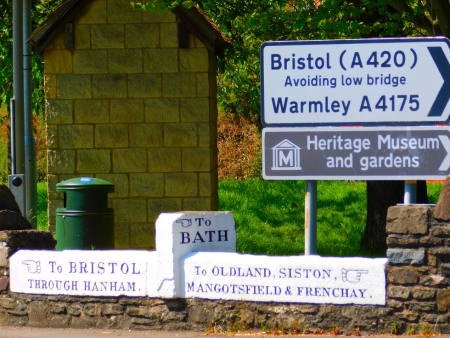 Bristol (A420)
Avoiding low bridge
Warmley A4175
Heritage Museum
and gardens
To BATH
To BRISTOL
THROUGH HANHAM.
To OLDLAND, SISTON,
MANGOTSFIELD & FRENCHAY.